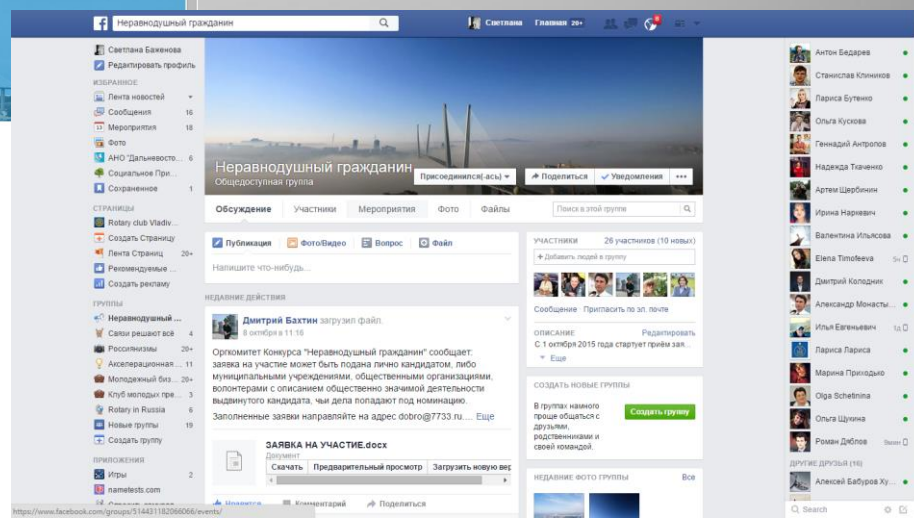 Неравнодушный гражданин
Светлана Главная 20+
Светлана Баженова
Редактировать профиль
ИЗБРАННОЕ
Лента новостей
Сообщения 16
Мероприятия 18
Фото
АНО "Дальневосто... 6
Социальное При...
Сохраненное 1
СТРАНИЦЫ
Rotary club Vladiv...
Создать Страницу
Лента Страниц 20+
Рекомендуемые ...
Создать рекламу
ГРУППЫ
Неравнодушный ...
Связи решают всё 4
Россиянизмы 20+
Акселерационная... 11
Молодежный биз... 20+
Клуб молодых пре... 3
Rotary in Russia 6
Новые группы 19
Создать группу
ПРИЛОЖЕНИЯ
Игры 2
nametests.com
https://www.facebook.com/groups/514431182066066/events/
Неравнодушный гражданин
Общедоступная группа
Присоединился(-ась)
Поделиться
Уведомления
Обсуждение Участники Мероприятия Фото Файлы
Поиск в этой группе
Публикация Фото/Видео Вопрос Файл
Напишите что-нибудь...
НЕДАВНИЕ ДЕЙСТВИЯ
Дмитрий Бахтин загрузил файл.
8 октября в 11:16
Оргкомитет Конкурса "Неравнодушный гражданин" сообщает:
заявка на участие может быть подана лично кандидатом, либо
муниципальными учреждениями, общественными организациями,
волонтерами с описанием общественно значимой деятельности
выдвинутого кандидата, чьи дела попадают под номинацию.
Заполненные заявки направляйте на адрес dobro@7733.ru.... Еще
ЗАЯВКА НА УЧАСТИЕ.docx
Документ
Скачать Предварительный просмотр Загрузить новую вер
Нравится Комментарий Поделиться
УЧАСТНИКИ 26 участников (10 новых)
+ Добавить людей в группу
Сообщение Пригласить по эл. почте
ОПИСАНИЕ Редактировать
С 1 октября 2015 года стартует приём зая...
Еще
СОЗДАТЬ НОВЫЕ ГРУППЫ
В группах намного
проще общаться с
друзьями,
родственниками и
своей командой.
Создать группу
НЕДАВНИЕ ФОТО ГРУППЫ Все
Антон Бедарев
Станислав Клиников
Лариса Бутенко
Ольга Кускова
Геннадий Антропов
Надежда Ткаченко
Артем Щербинин
Ирина Наркевич
Валентина Ильясова
Elena Timofeeva 5ч
Дмитрий Коледник
Александр Монасты...
Илья Евгеньевич 1д
Лариса Лариса
Марина Приходько
Olga Schetinina
Ольга Щукина
Роман Дяблов
ДРУГИЕ ДРУЗЬЯ (16)
Алексей Бабуров Ху...
Search